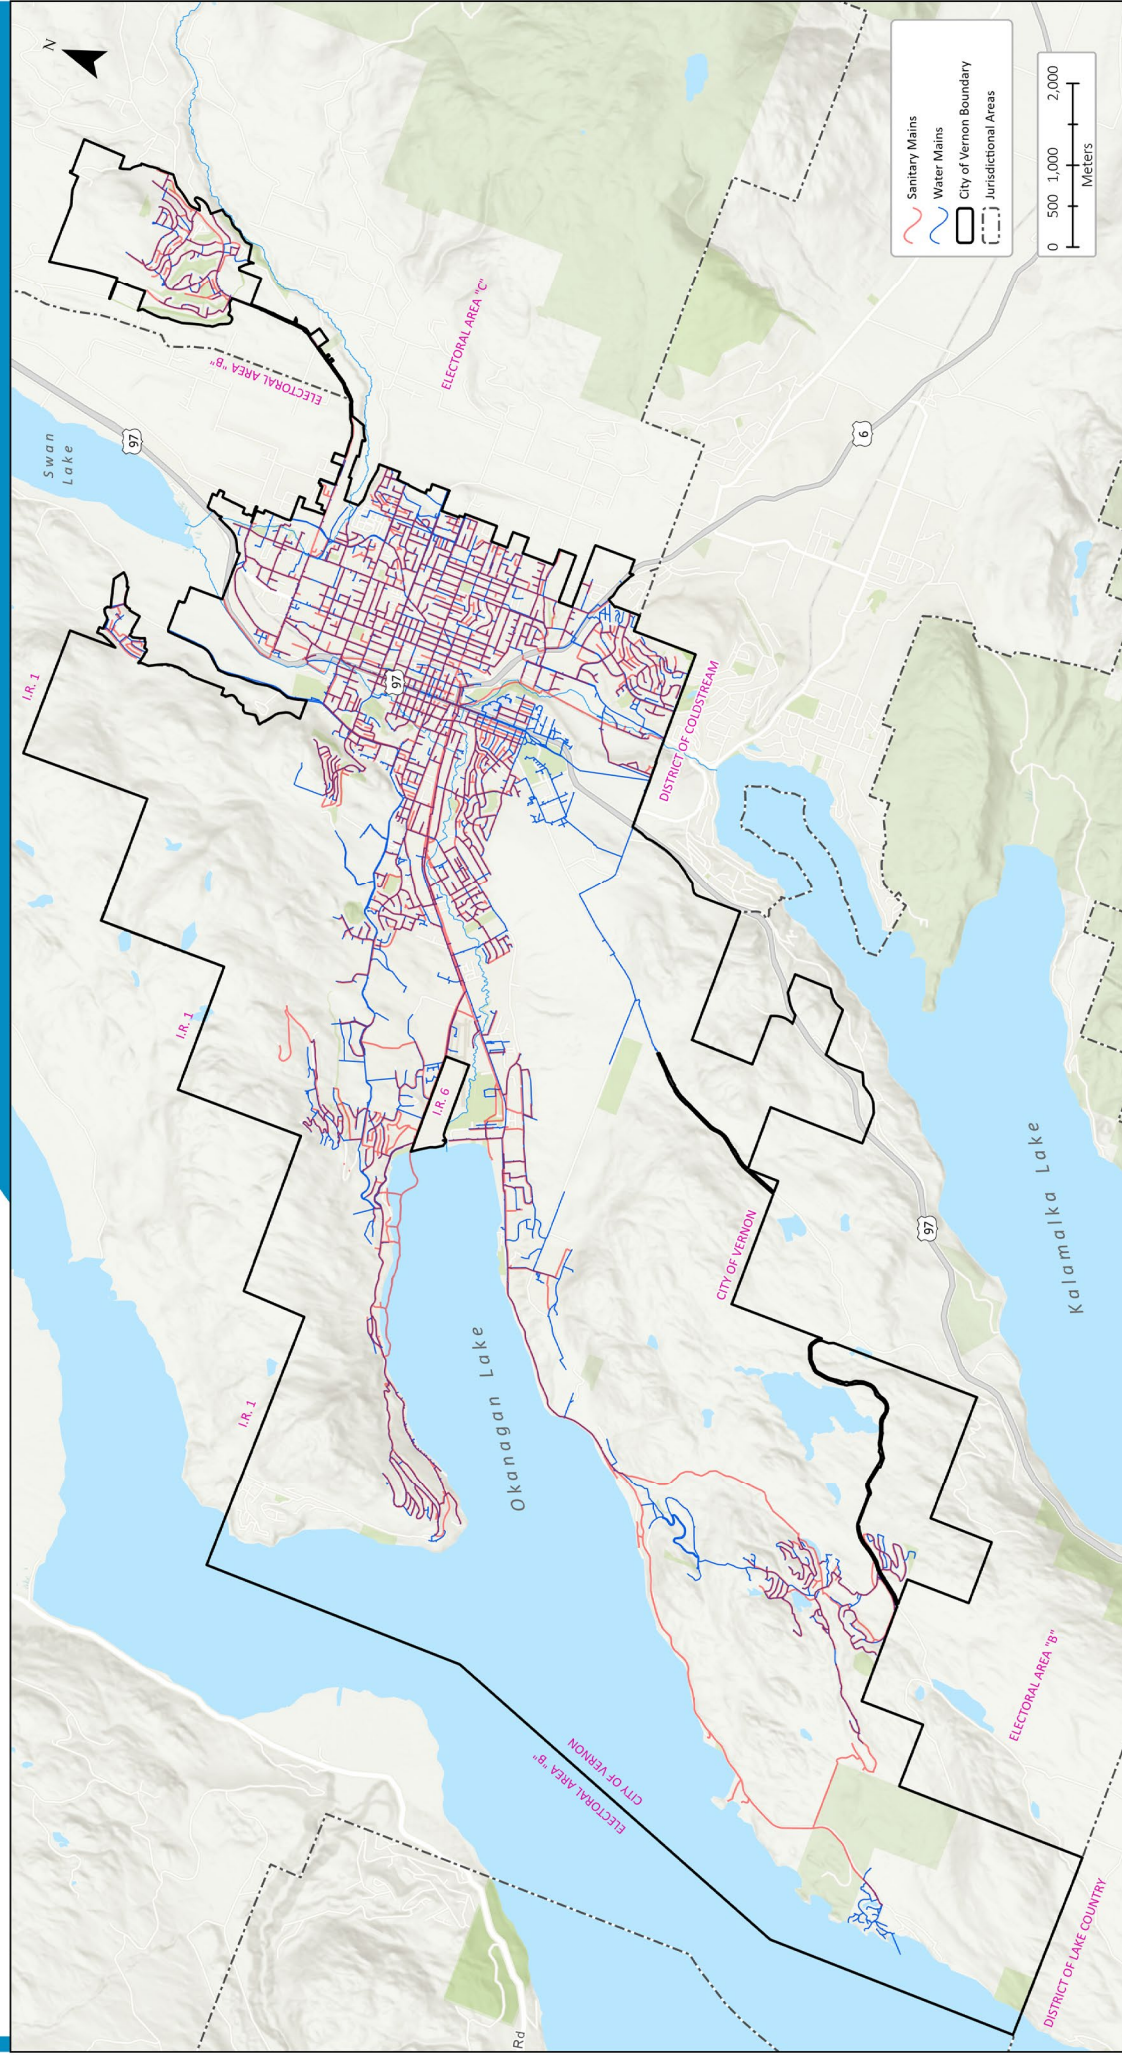 N
Sanitary Mains
Water Mains
City of Vernon Boundary
Jurisdictional Areas
0 500 1,000 2,000
Meters
Swan
Lake
97
ELECTORAL AREA "B"
ELECTORAL AREA "C"
6
I.R. 1
97
DISTRICT OF COLDSTREAM
I.R. 1
I.R. 6
CITY OF VERNON
97
Kalamalka Lake
I.R. 1
Okanagan Lake
CITY OF VERNON
ELECTORAL AREA "B"
ELECTORAL AREA "B"
DISTRICT OF LAKE COUNTRY
Rd